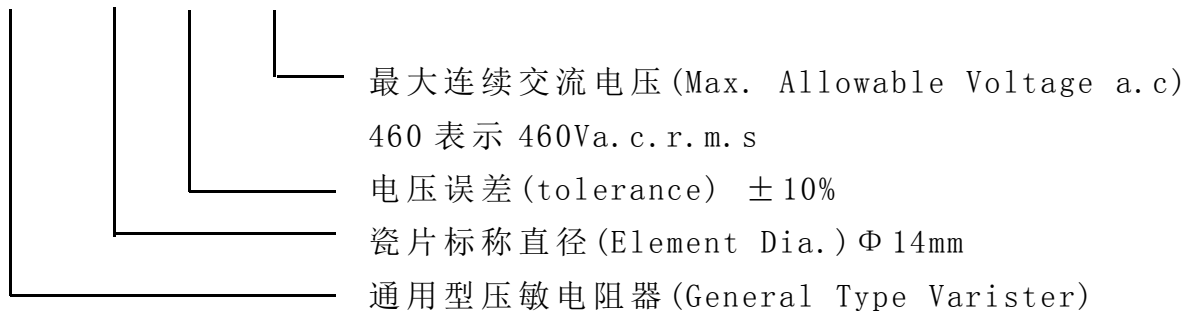 最大连续交流电压(Max. Allowable Voltage a.c)
460 表示 460Va.c.r.m.s
电压误差(tolerance) ±10%
瓷片标称直径(Element Dia.)Φ14mm
通用型压敏电阻器(General Type Varister)